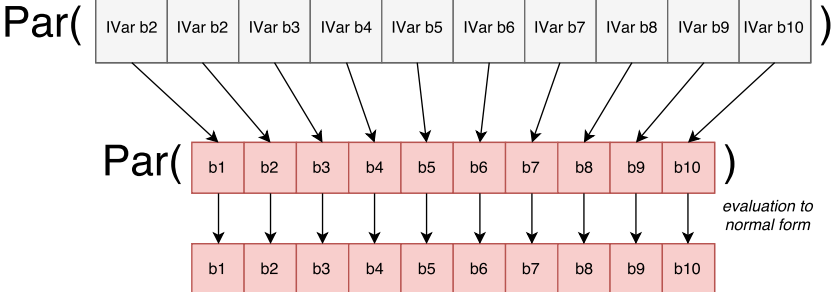 Par( IVar b2 IVar b2 IVar b3 IVar b4 IVar b5 IVar b6 IVar b7 IVar b8 IVar b9 IVar b10 )
Par( b1 b2 b3 b4 b5 b6 b7 b8 b9 b10 )
evaluation to
normal form
b1 b2 b3 b4 b5 b6 b7 b8 b9 b10